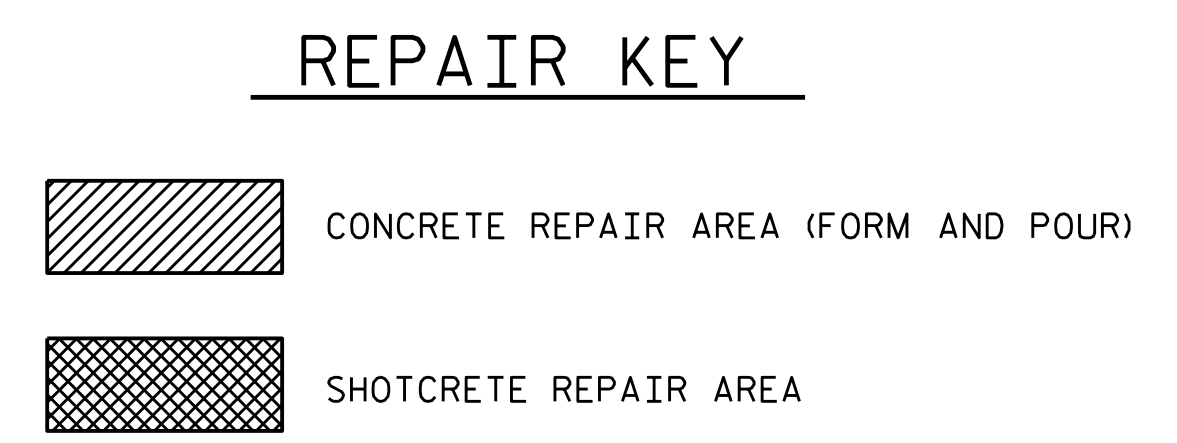 REPAIR KEY
CONCRETE REPAIR AREA (FORM AND POUR)
SHOTCRETE REPAIR AREA